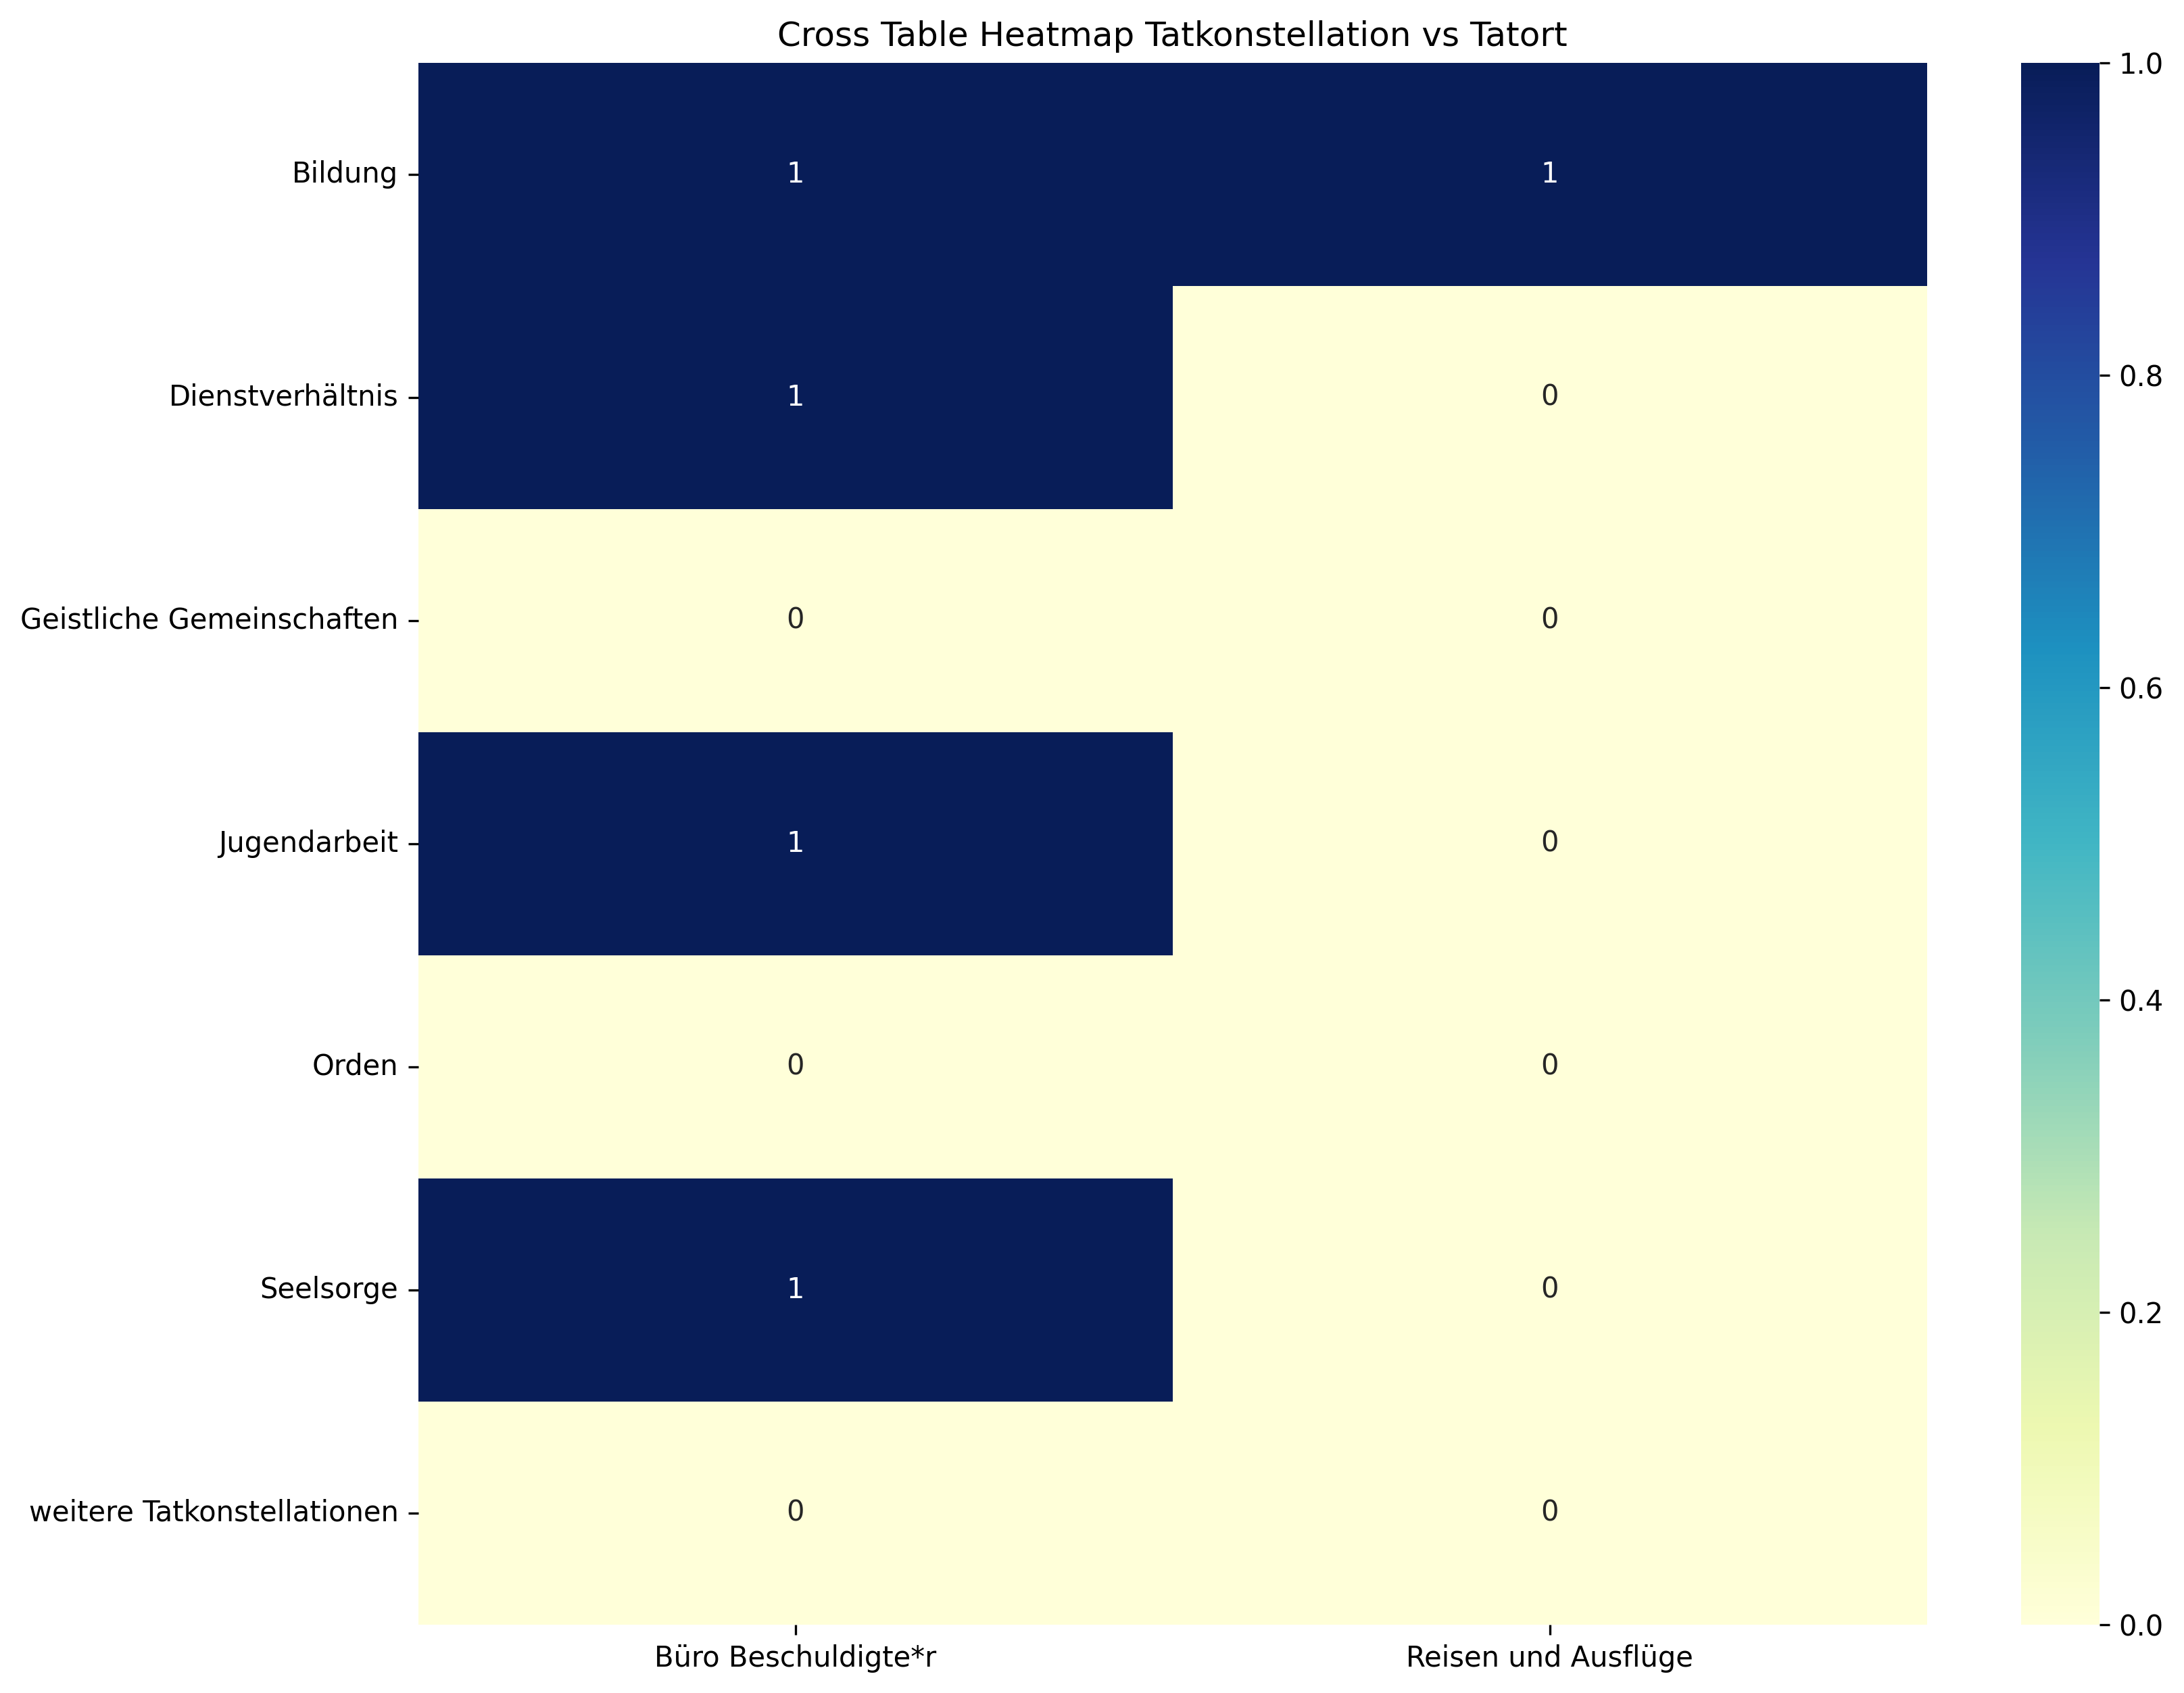 Cross Table Heatmap Tatkonstellation vs Tatort
Bildung 1 1
Dienstverhältnis 1 0
Geistliche Gemeinschaften 0 0
Jugendarbeit 1 0
Orden 0 0
Seelsorge 1 0
weitere Tatkonstellationen 0 0
Büro Beschuldigte*r Reisen und Ausflüge
1.0
0.8
0.6
0.4
0.2
0.0